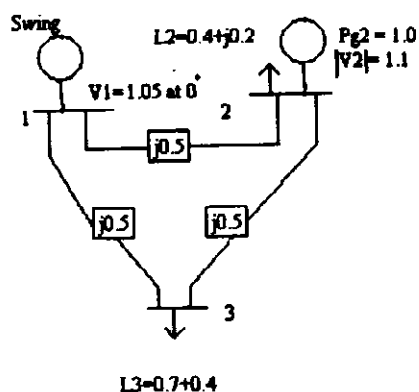 Swing
L2=0.4+j0.2
Pg2 = 1.0
|V2|= 1.1
V1=1.05 at 0°
1
2
j0.5
j0.5
j0.5
3
L3=0.7+0.4